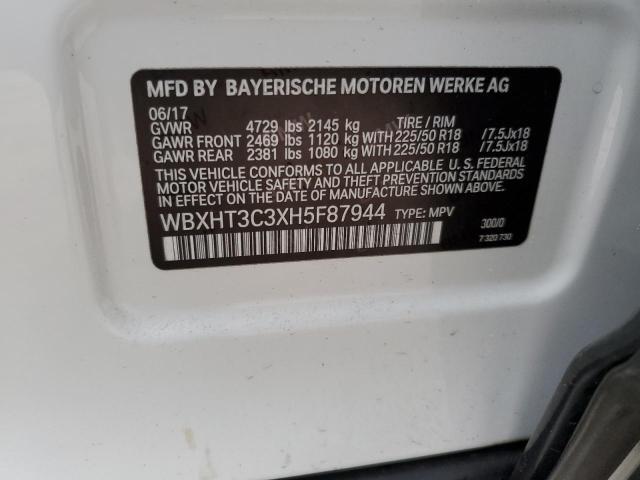 MFD BY BAYERISCHE MOTOREN WERKE AG
06/17
GVWR 4729 lbs 2145 kg TIRE / RIM
GAWR FRONT 2469 lbs 1120 kg WITH 225/50 R18 /7.5Jx18
GAWR REAR 2381 lbs 1080 kg WITH 225/50 R18 /7.5Jx18
THIS VEHICLE CONFORMS TO ALL APPLICABLE U.S. FEDERAL
MOTOR VEHICLE SAFETY AND THEFT PREVENTION STANDARDS
IN EFFECT ON THE DATE OF MANUFACTURE SHOWN ABOVE.
WBXHT3C3XH5F87944 TYPE: MPV
300/0
7 320 730